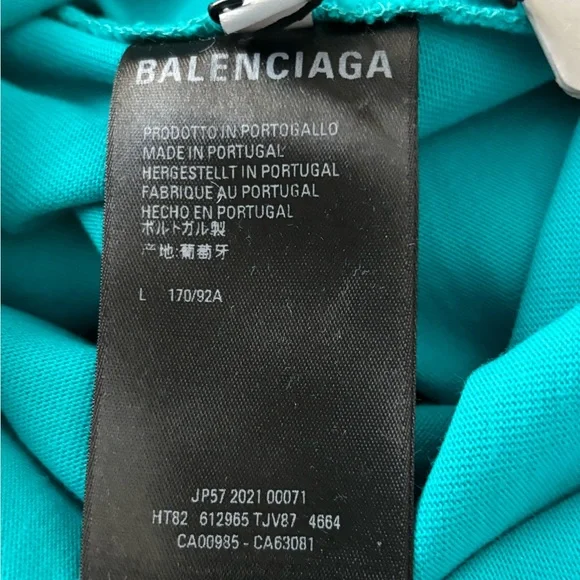 BALENCIAGA
PRODOTTO IN PORTOGALLO
MADE IN PORTUGAL
HERGESTELLT IN PORTUGAL
FABRIQUE AU PORTUGAL
HECHO EN PORTUGAL
ポルトガル製
产地:葡萄牙
L 170/92A
JP57 2021 00071
HT82 612965 TJV87 4664
CA00985 - CA63081